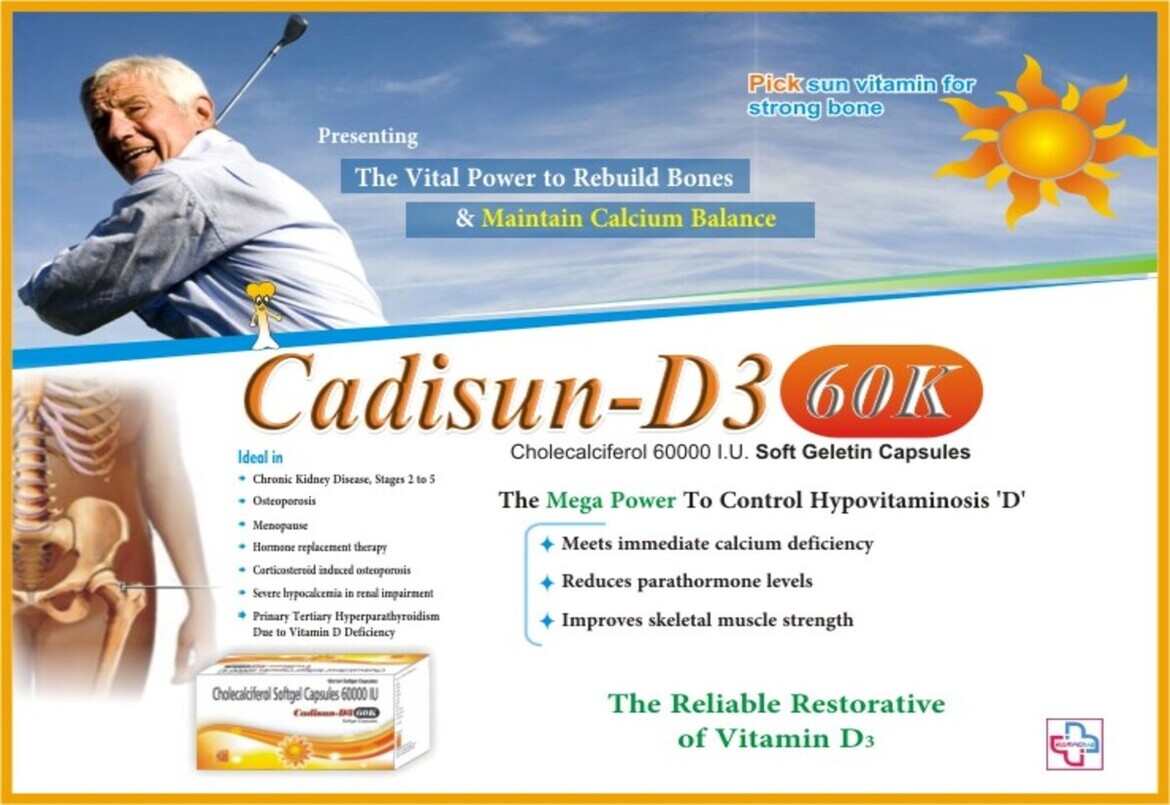 Pick sun vitamin for
strong bone
Presenting
The Vital Power to Rebuild Bones
& Maintain Calcium Balance
Cadisun-D3 60K
Cholecalciferol 60000 I.U. Soft Geletin Capsules
Ideal in
Chronic Kidney Disease, Stages 2 to 5
Osteoporosis
Menopause
Hormone replacement therapy
Corticosteroid induced osteoporosis
Severe hypocalcemia in renal impairment
Primary Tertiary Hyperparathyroidism
Due to Vitamin D Deficiency
The Mega Power To Control Hypovitaminosis 'D'
Meets immediate calcium deficiency
Reduces parathormone levels
Improves skeletal muscle strength
Cholecalciferol Softgel Capsules 60000 IU
Cadisun-D3 60K
Softgel Capsules
The Reliable Restorative
of Vitamin D3